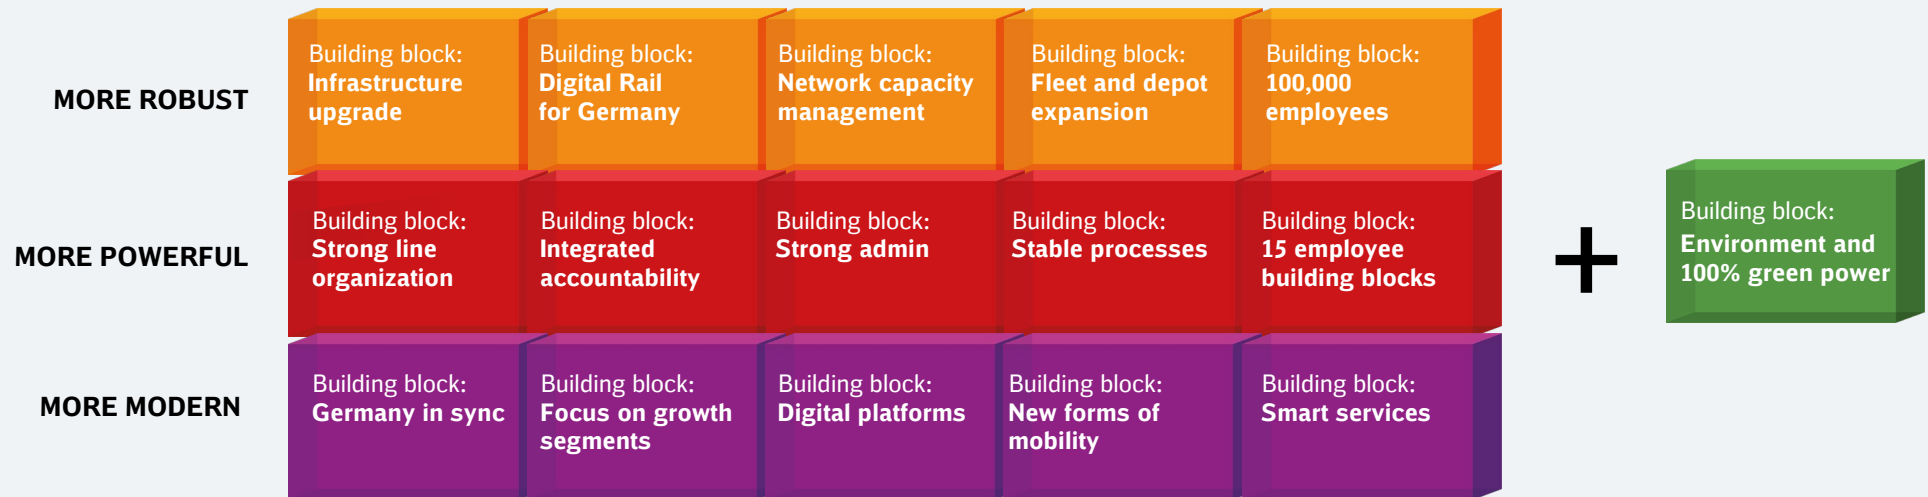 MORE ROBUST
Building block:
Infrastructure
upgrade
Building block:
Digital Rail
for Germany
Building block:
Network capacity
management
Building block:
Fleet and depot
expansion
Building block:
100,000
employees
MORE POWERFUL
Building block:
Strong line
organization
Building block:
Integrated
accountability
Building block:
Strong admin
Building block:
Stable processes
Building block:
15 employee
building blocks
+
Building block:
Environment and
100% green power
MORE MODERN
Building block:
Germany in sync
Building block:
Focus on growth
segments
Building block:
Digital platforms
Building block:
New forms of
mobility
Building block:
Smart services